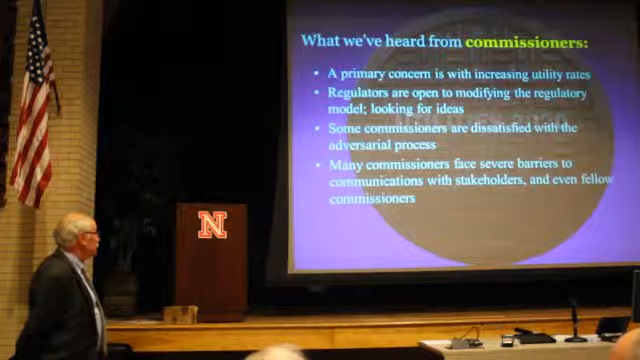 What we've heard from commissioners:
• A primary concern is with increasing utility rates
• Regulators are open to modifying the regulatory
model; looking for ideas
• Some commissioners are dissatisfied with the
adversarial process
• Many commissioners face severe barriers to
communications with stakeholders, and even fellow
commissioners
N